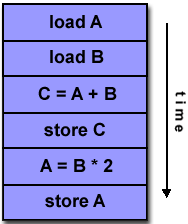 load A
load B
C = A + B
store C
A = B * 2
store A
time